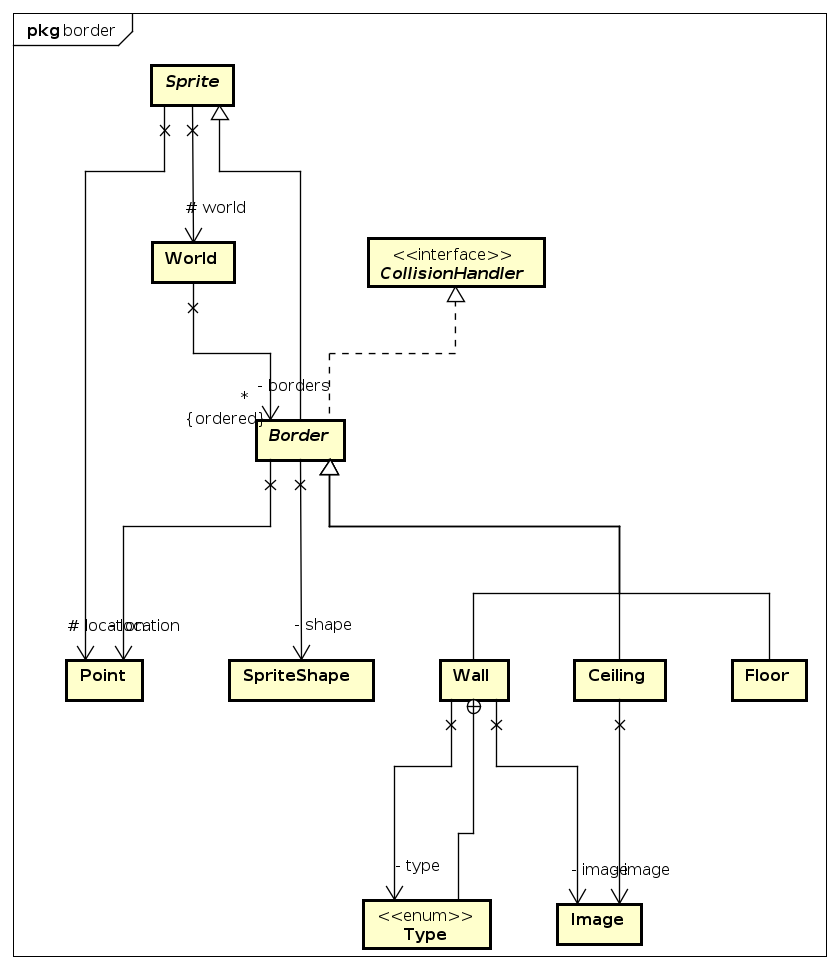 pkg border
Sprite
# world
World
<<interface>>
CollisionHandler
- borders
*
{ordered}
Border
# location
- location
- shape
Point
SpriteShape
Wall
Ceiling
Floor
- type
- image
- image
<<enum>>
Type
Image